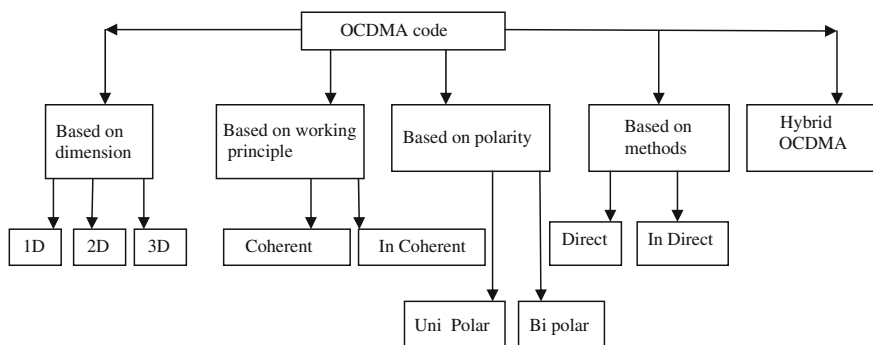 OCDMA code
Based on
dimension
Based on working
principle
Based on polarity
Based on
methods
Hybrid
OCDMA
1D
2D
3D
Coherent
In Coherent
Direct
In Direct
Uni Polar
Bi polar